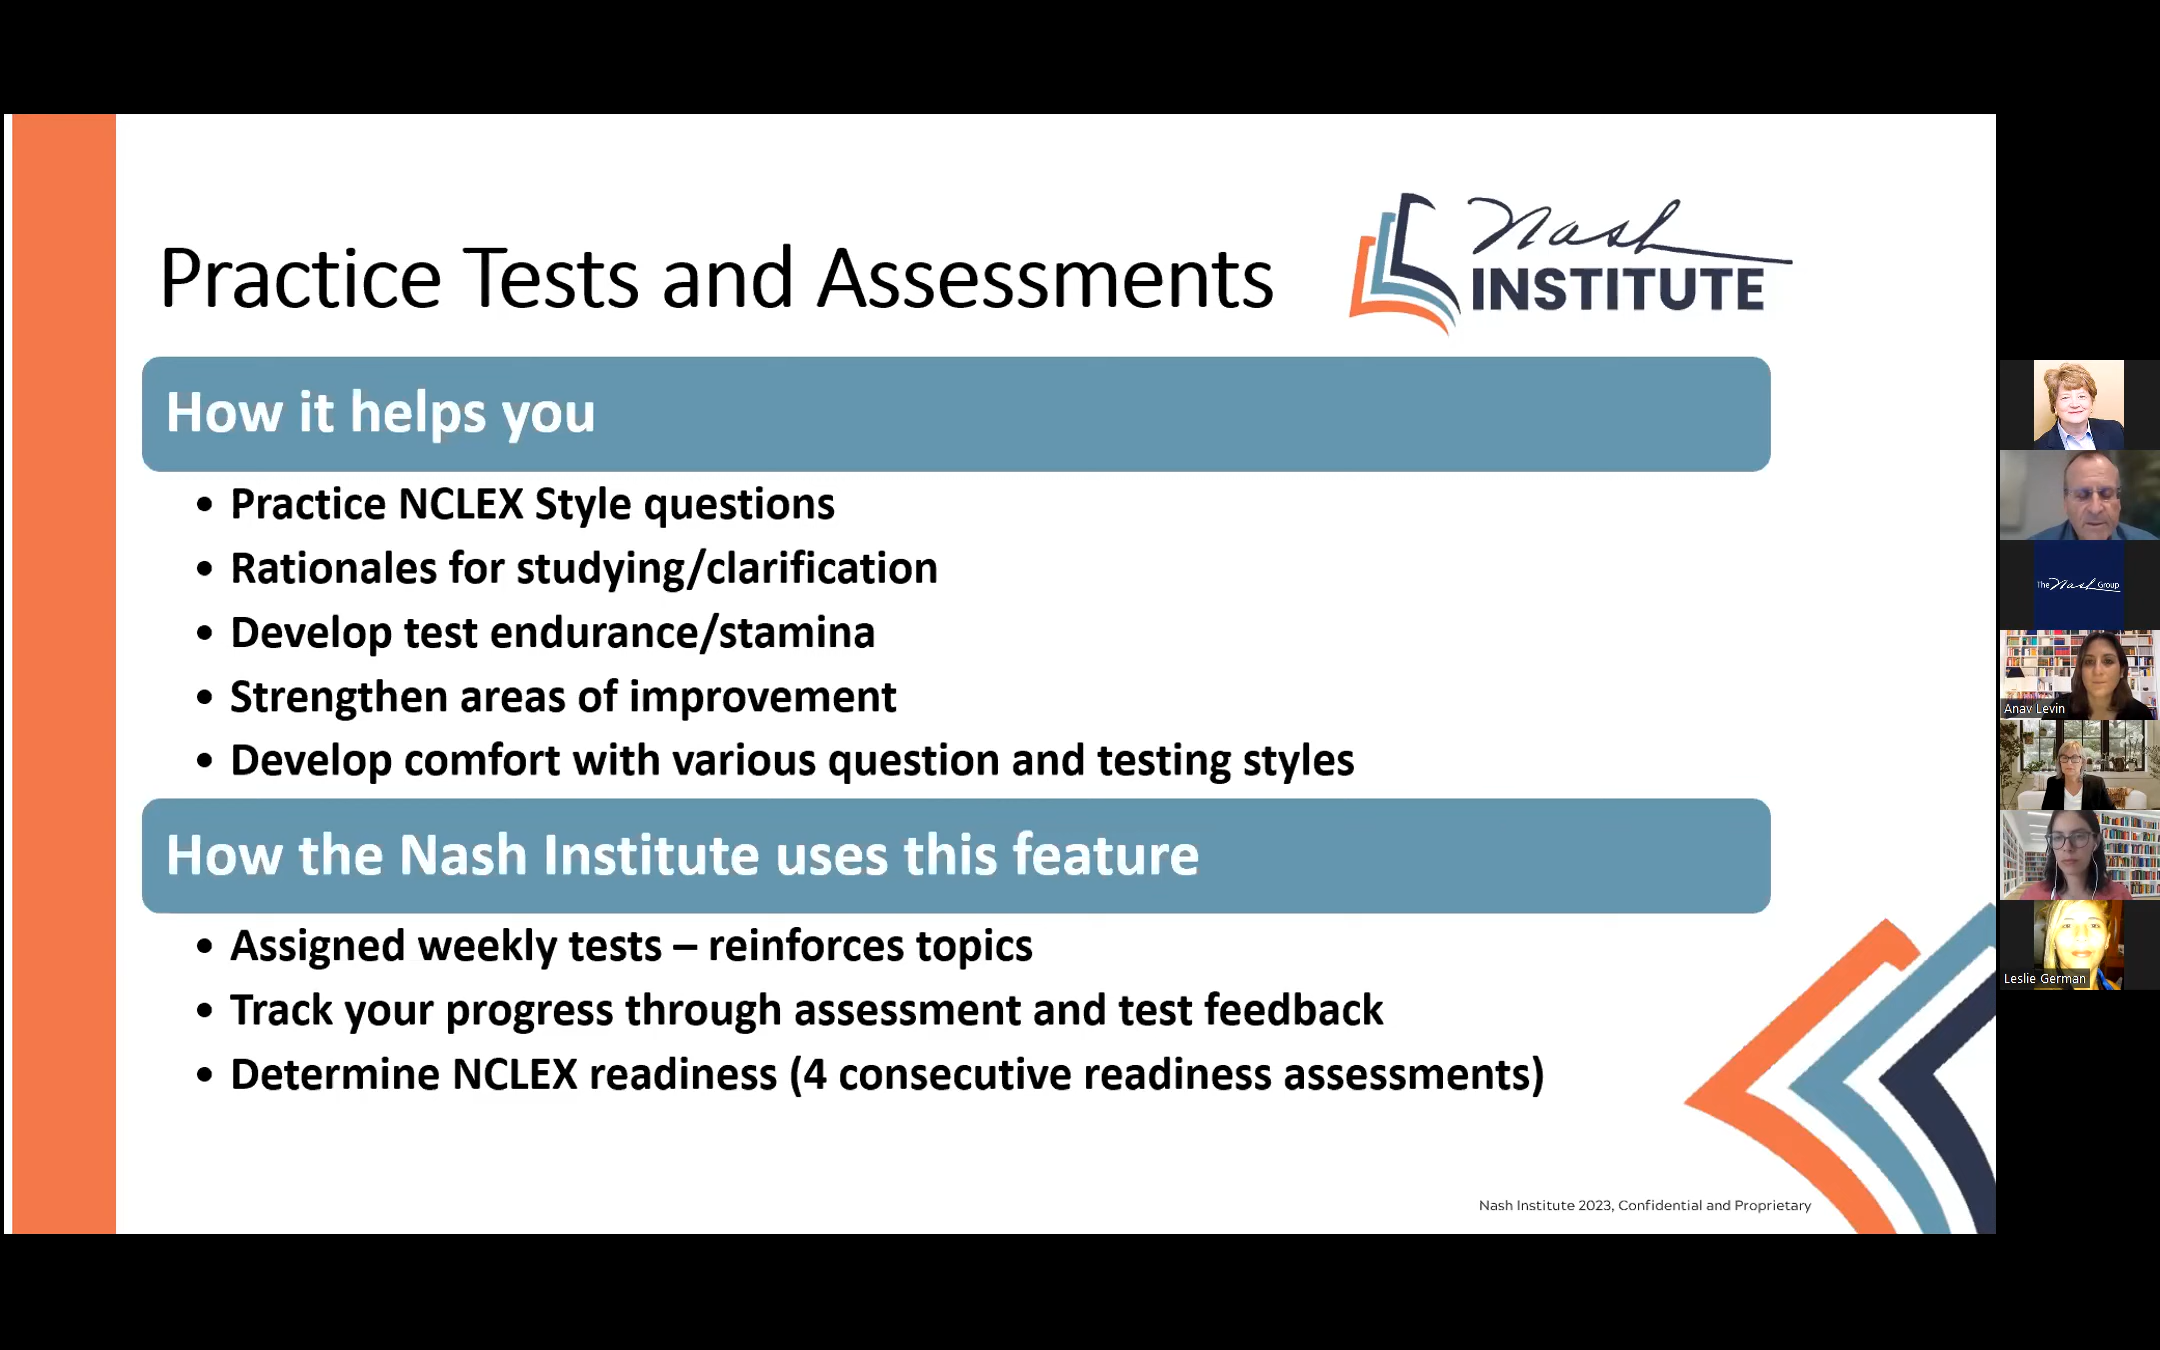 Practice Tests and Assessments
Nash
INSTITUTE
How it helps you
• Practice NCLEX Style questions
• Rationales for studying/clarification
• Develop test endurance/stamina
• Strengthen areas of improvement
• Develop comfort with various question and testing styles
How the Nash Institute uses this feature
• Assigned weekly tests – reinforces topics
• Track your progress through assessment and test feedback
• Determine NCLEX readiness (4 consecutive readiness assessments)
Nash Institute 2023, Confidential and Proprietary
The Nash Group
Anav Levin
Leslie German